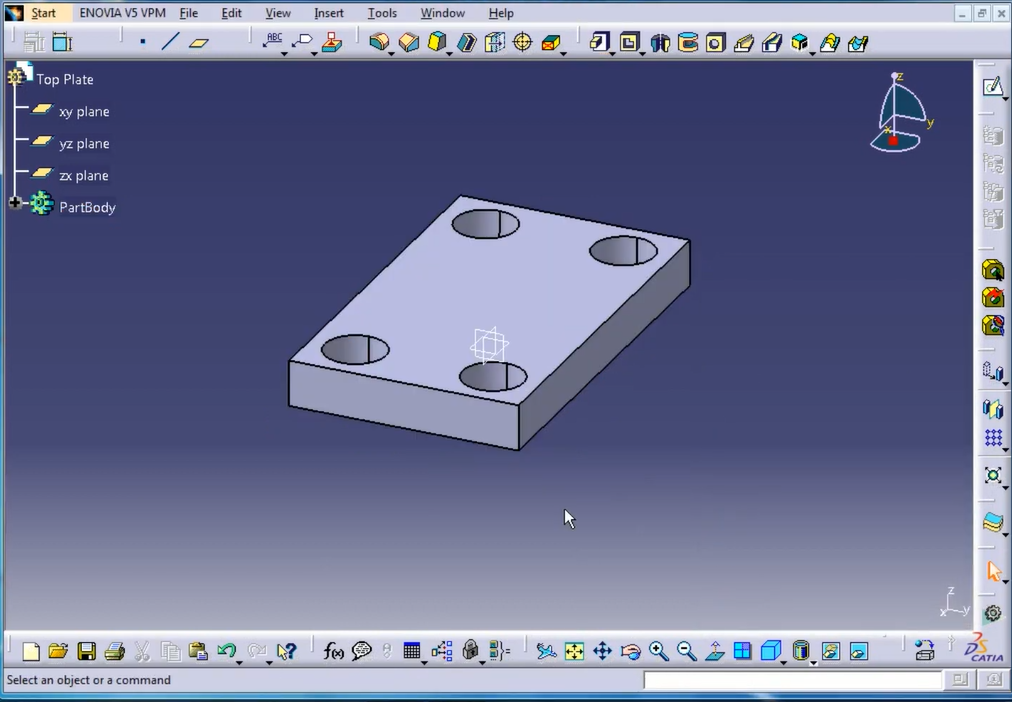 Start ENOVIA V5 VPM File Edit View Insert Tools Window Help
ABC
Top Plate
xy plane
yz plane
zx plane
PartBody
z
y
x
z
x y
f(x)
CATIA
Select an object or a command